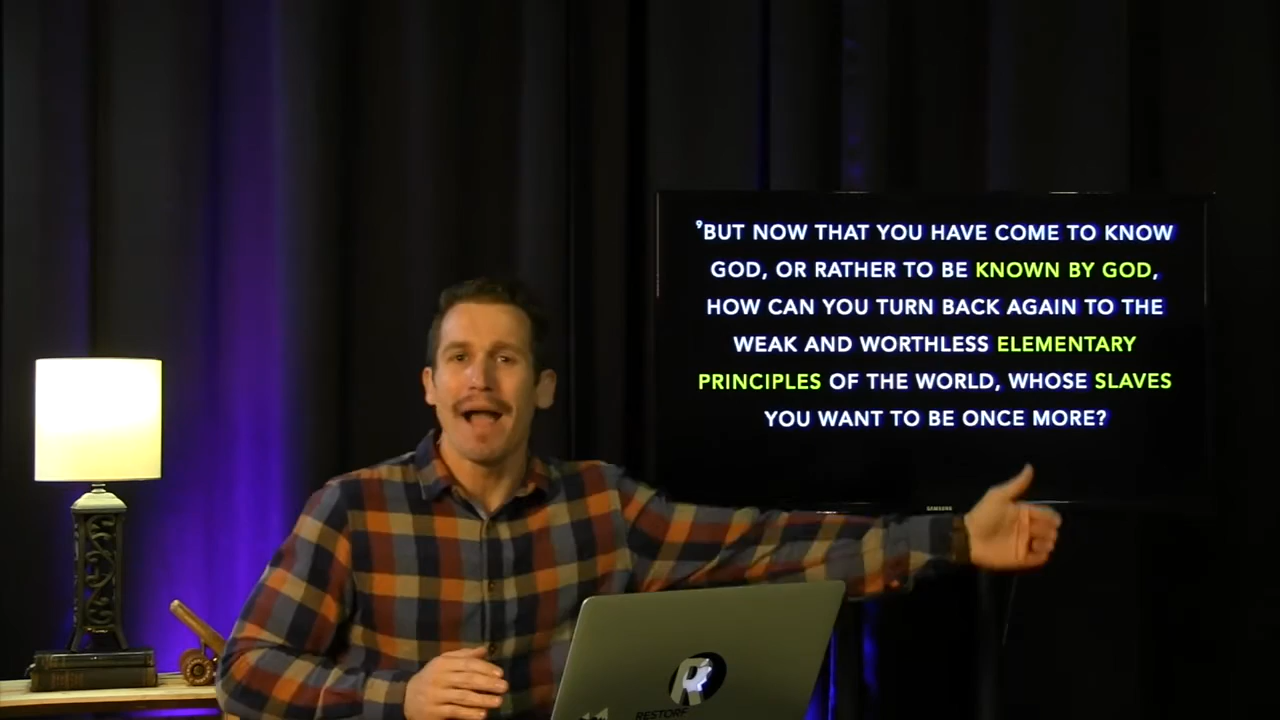 ⁹BUT NOW THAT YOU HAVE COME TO KNOW
GOD, OR RATHER TO BE KNOWN BY GOD,
HOW CAN YOU TURN BACK AGAIN TO THE
WEAK AND WORTHLESS ELEMENTARY
PRINCIPLES OF THE WORLD, WHOSE SLAVES
YOU WANT TO BE ONCE MORE?
SAMSUNG
R
RESTORE